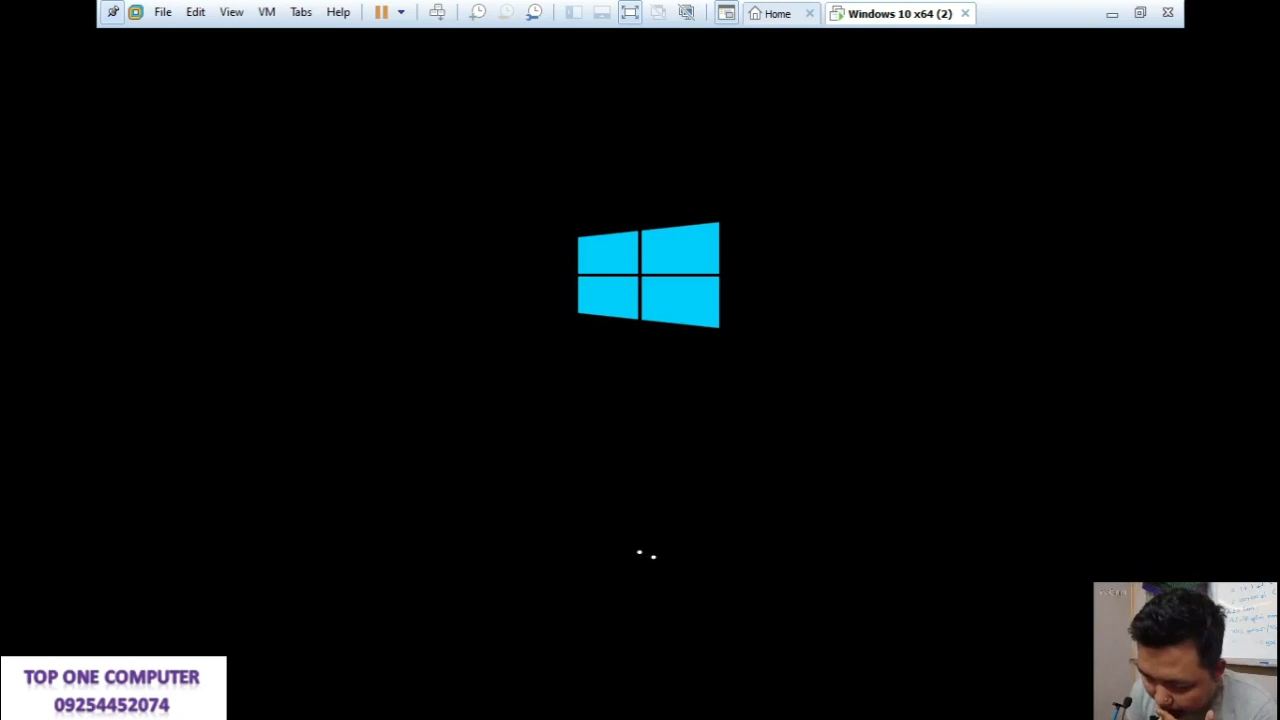 File Edit View VM Tabs Help Home Windows 10 x64 (2)
TOP ONE COMPUTER
09254452074